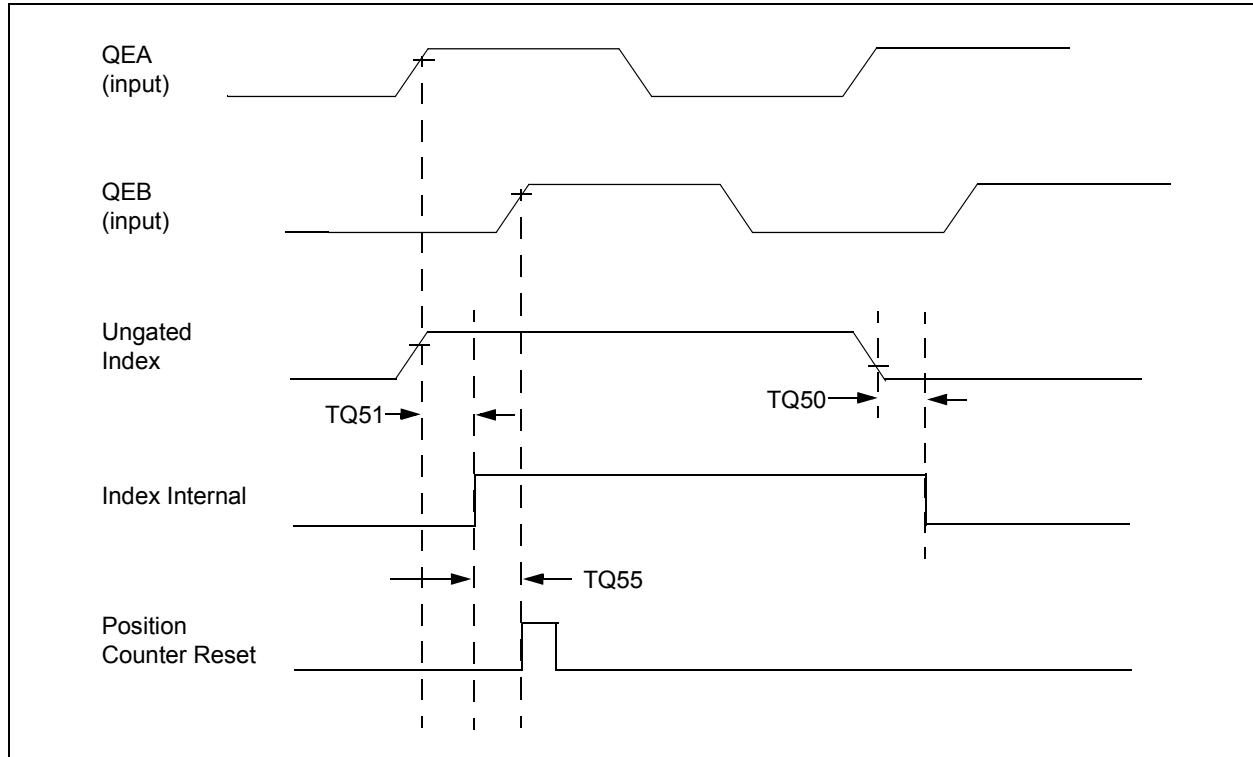 QEA
(input)
QEB
(input)
Ungated
Index
TQ51
TQ50
Index Internal
TQ55
Position
Counter Reset